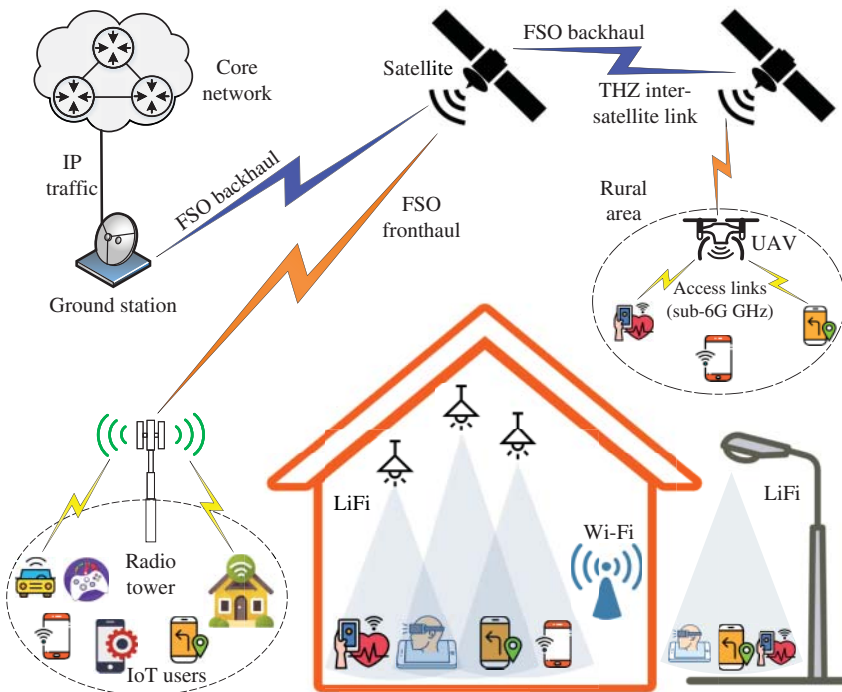 Core
network
IP
traffic
Ground station
FSO backhaul
Satellite
FSO backhaul
THZ inter-
satellite link
FSO
fronthaul
Rural
area
UAV
Access links
(sub-6G GHz)
Radio
tower
IoT users
LiFi
Wi-Fi
LiFi